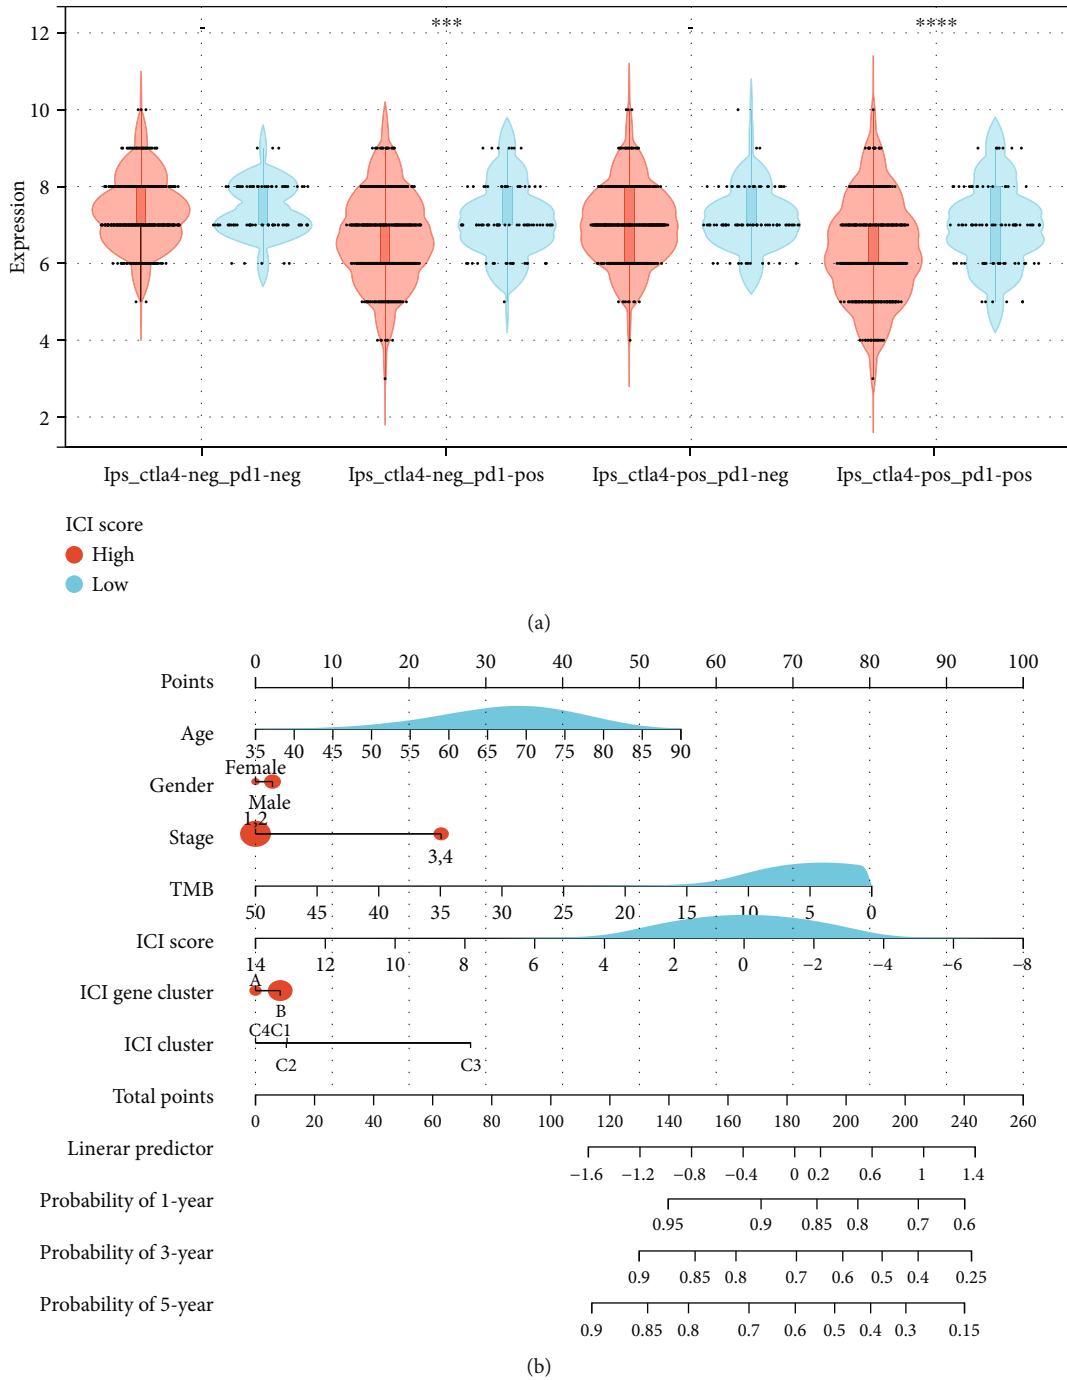 *** ****
12
10
8
6
4
2
Expression
Ips_ctla4-neg_pd1-neg Ips_ctla4-neg_pd1-pos Ips_ctla4-pos_pd1-neg Ips_ctla4-pos_pd1-pos
ICI score
High
Low
(a)
0 10 20 30 40 50 60 70 80 90 100
Points
Age
35 40 45 50 55 60 65 70 75 80 85 90
Female
Gender
Male
1,2
Stage
3,4
TMB
50 45 40 35 30 25 20 15 10 5 0
ICI score
14 12 10 8 6 4 2 0 −2 −4 −6 −8
A
ICI gene cluster
B
C4C1
ICI cluster
C2 C3
Total points
0 20 40 60 80 100 120 140 160 180 200 200 240 260
Linerar predictor
−1.6 −1.2 −0.8 −0.4 0 0.2 0.6 1 1.4
Probability of 1-year
0.95 0.9 0.85 0.8 0.7 0.6
Probability of 3-year
0.9 0.85 0.8 0.7 0.6 0.5 0.4 0.25
Probability of 5-year
0.9 0.85 0.8 0.7 0.6 0.5 0.4 0.3 0.15
(b)